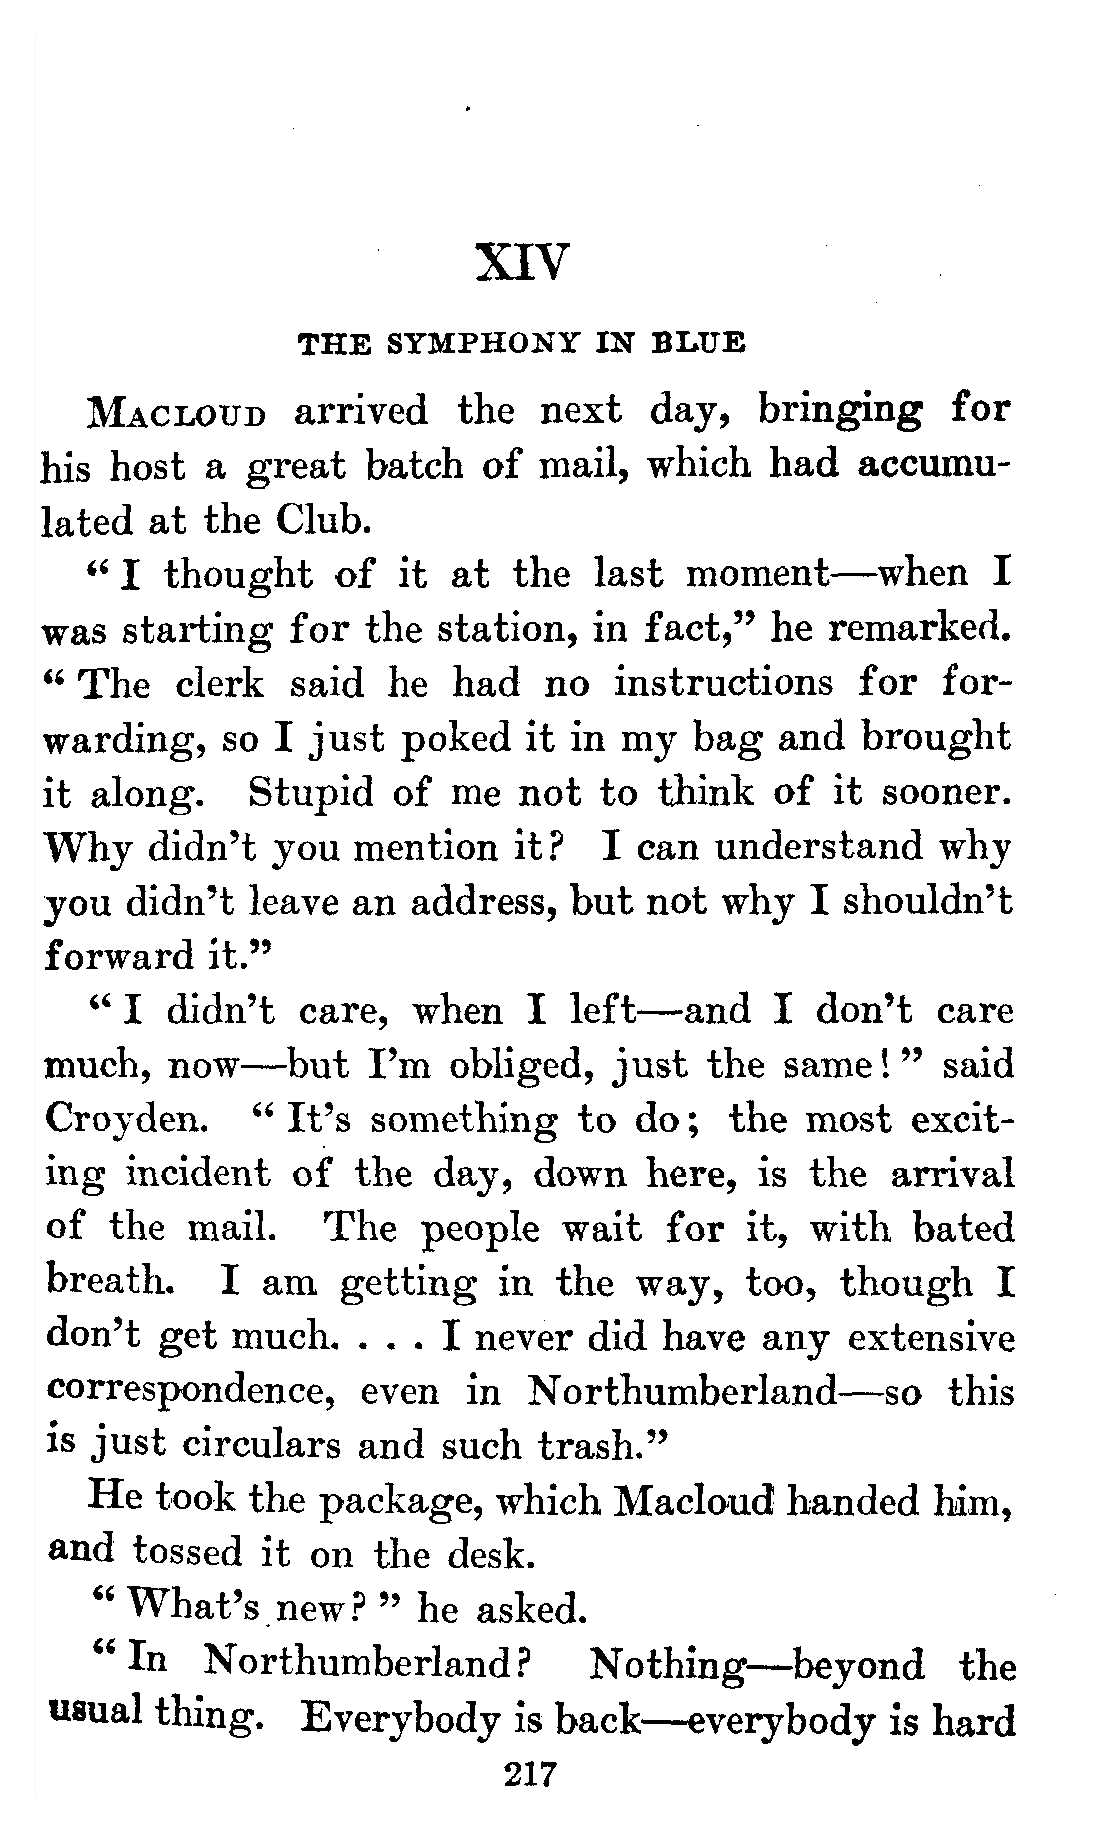 XIV
THE SYMPHONY IN BLUE
MACLOUD arrived the next day, bringing for
his host a great batch of mail, which had accumu-
lated at the Club.
“ I thought of it at the last moment—when I
was starting for the station, in fact,” he remarked.
“ The clerk said he had no instructions for for-
warding, so I just poked it in my bag and brought
it along. Stupid of me not to think of it sooner.
Why didn’t you mention it? I can understand why
you didn’t leave an address, but not why I shouldn’t
forward it.”
“ I didn’t care, when I left—and I don’t care
much, now—but I’m obliged, just the same! ” said
Croyden. “ It’s something to do; the most excit-
ing incident of the day, down here, is the arrival
of the mail. The people wait for it, with bated
breath. I am getting in the way, too, though I
don’t get much. . . . I never did have any extensive
correspondence, even in Northumberland—so this
is just circulars and such trash.”
He took the package, which Macloud handed him,
and tossed it on the desk.
“ What’s new? ” he asked.
“ In Northumberland? Nothing—beyond the
usual thing. Everybody is back—everybody is hard
217